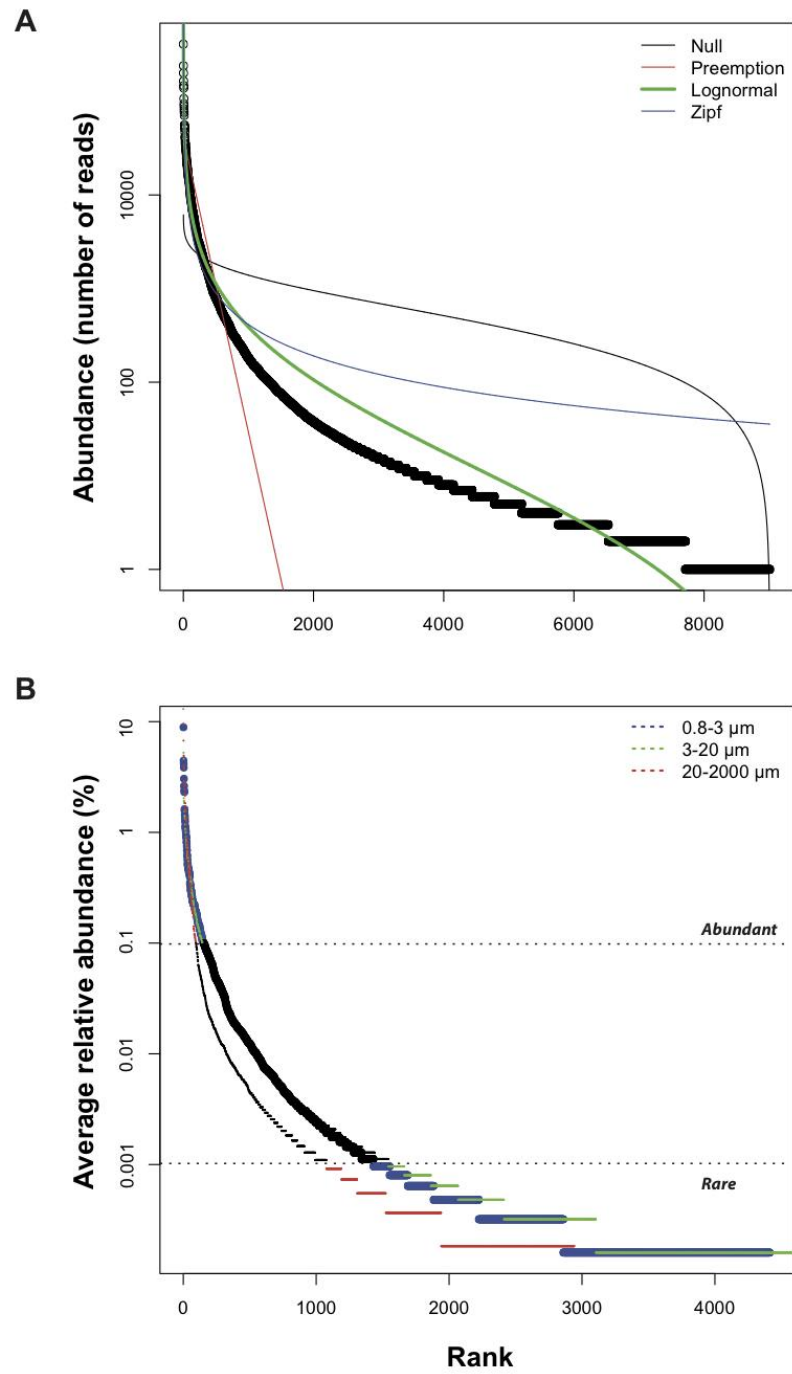 A
Null
Preemption
Lognormal
Zipf
Abundance (number of reads)
10000
100
1
0 2000 4000 6000 8000
B
0.8-3 µm
3-20 µm
20-2000 µm
Average relative abundance (%)
10
1
0.1
0.01
0.001
Abundant
Rare
0 1000 2000 3000 4000
Rank